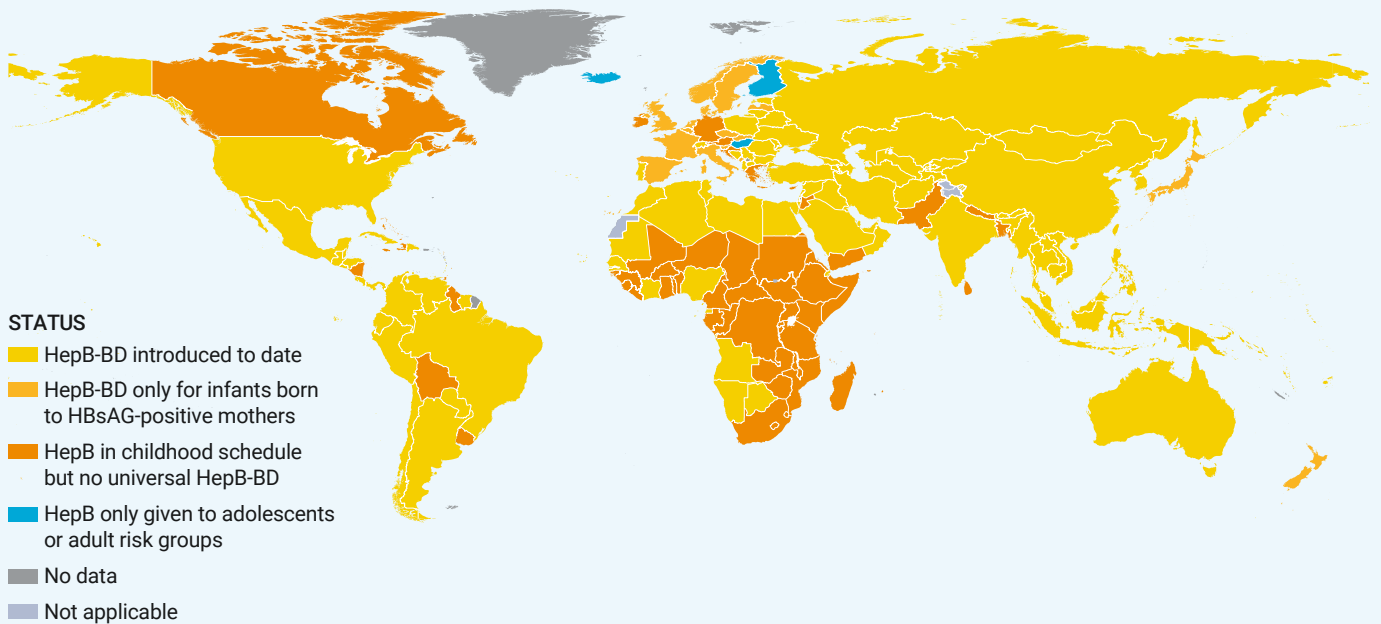 STATUS
HepB-BD introduced to date
HepB-BD only for infants born
to HBsAG-positive mothers
HepB in childhood schedule
but no universal HepB-BD
HepB only given to adolescents
or adult risk groups
No data
Not applicable